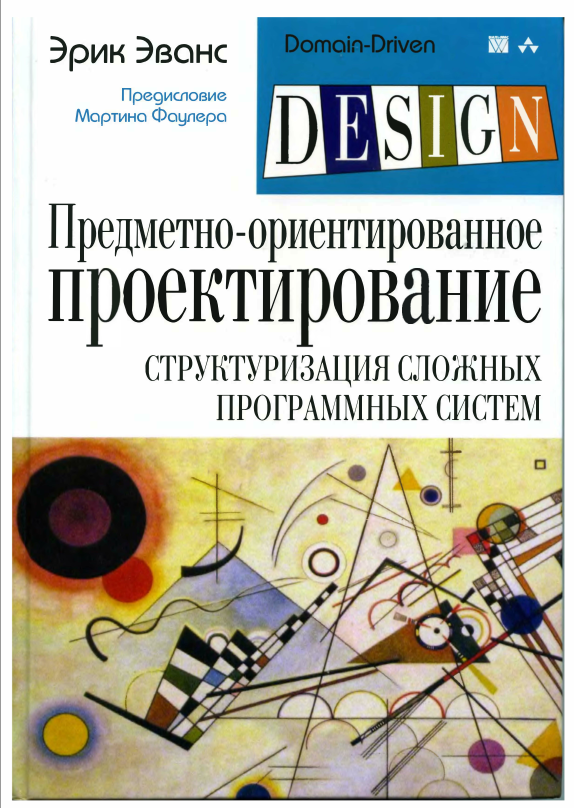 Эрик Эванс
Предисловие
Мартина Фаулера
Domain-Driven
DESIGN
Предметно-ориентированное
проектирование
СТРУКТУРИЗАЦИЯ СЛОЖНЫХ
ПРОГРАММНЫХ СИСТЕМ